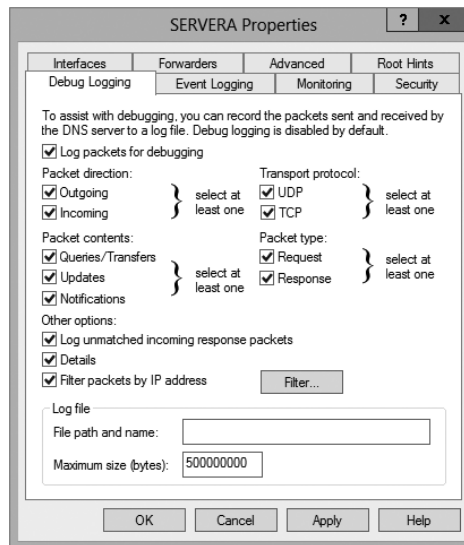 SERVERA Properties
? x
Interfaces Forwarders Advanced Root Hints
Debug Logging Event Logging Monitoring Security
To assist with debugging, you can record the packets sent and received by
the DNS server to a log file. Debug logging is disabled by default.
Log packets for debugging
Packet direction: Transport protocol:
Outgoing select at UDP select at
Incoming least one TCP least one
Packet contents: Packet type:
Queries/Transfers Request select at
Updates select at Response least one
Notifications least one
Other options:
Log unmatched incoming response packets
Details
Filter packets by IP address Filter...
Log file
File path and name:
Maximum size (bytes): 500000000
OK Cancel Apply Help